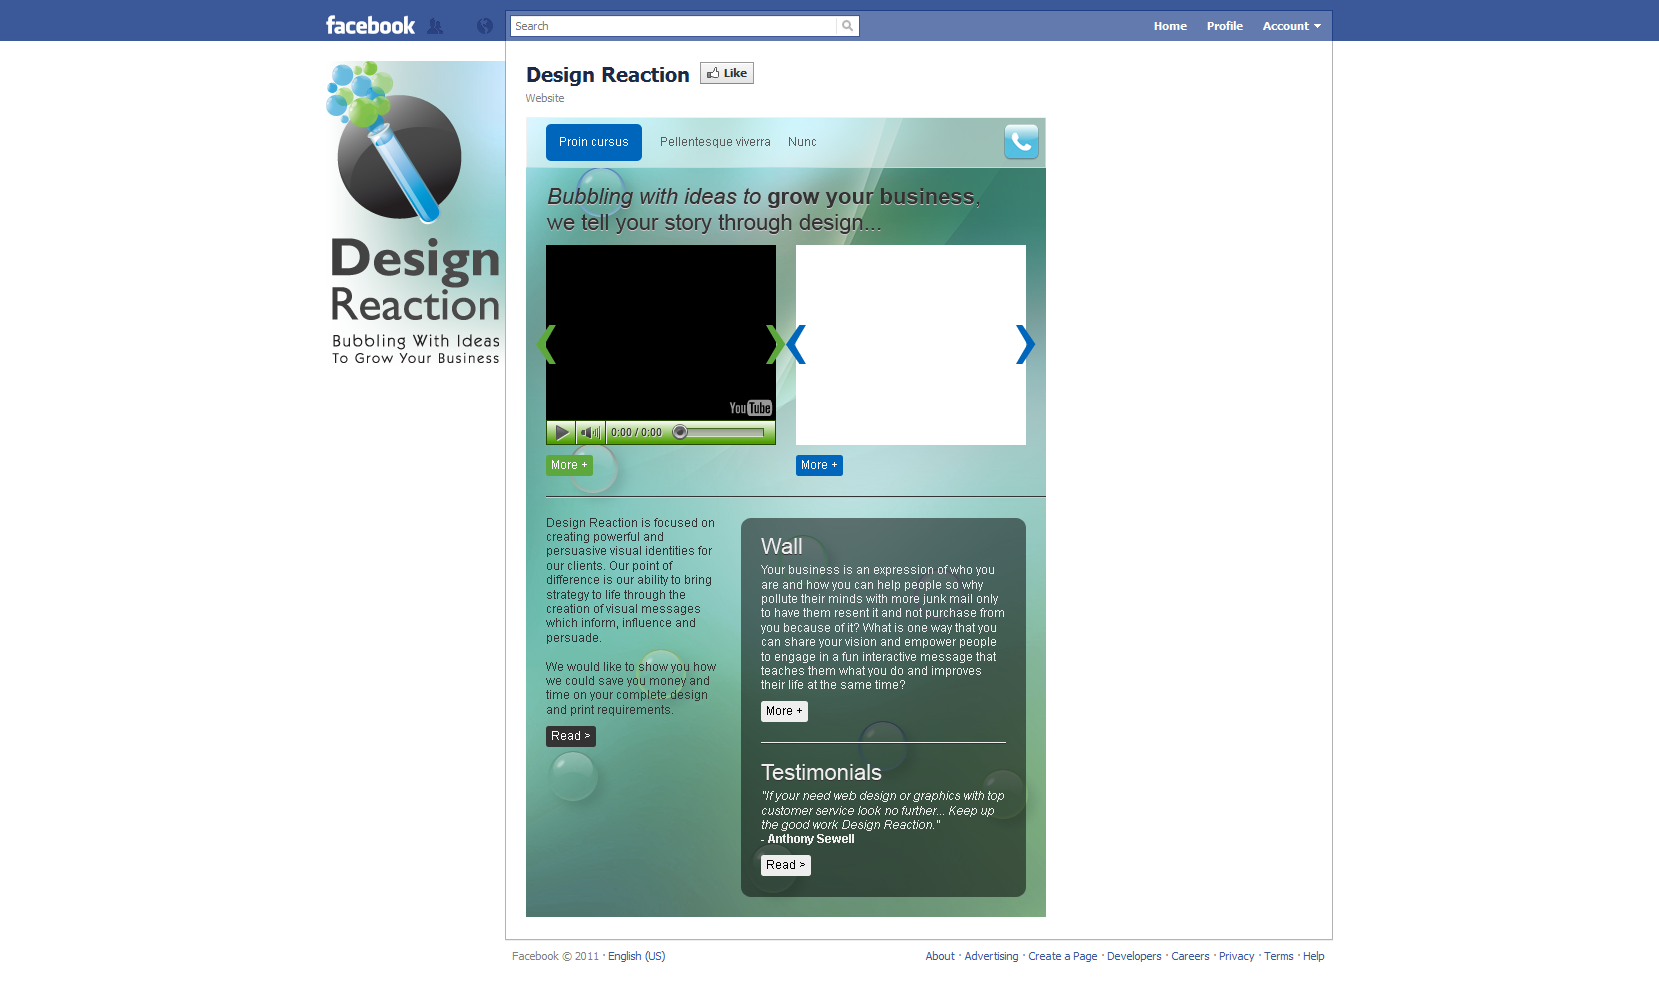 facebook
Search
Home Profile Account
Design
Reaction
Bubbling With Ideas
To Grow Your Business
Design Reaction Like
Website
Proin cursus Pellentesque viverra Nunc
Bubbling with ideas to grow your business,
we tell your story through design...
YouTube
0:00 / 0:00
More +
More +
Design Reaction is focused on
creating powerful and
persuasive visual identities for
our clients. Our point of
difference is our ability to bring
strategy to life through the
creation of visual messages
which inform, influence and
persuade.
We would like to show you how
we could save you money and
time on your complete design
and print requirements.
Read >
Wall
Your business is an expression of who you
are and how you can help people so why
pollute their minds with more junk mail only
to have them resent it and not purchase from
you because of it? What is one way that you
can share your vision and empower people
to engage in a fun interactive message that
teaches them what you do and improves
their life at the same time?
More +
Testimonials
"If your need web design or graphics with top
customer service look no further... Keep up
the good work Design Reaction."
- Anthony Sewell
Read >
Facebook © 2011 · English (US)
About · Advertising · Create a Page · Developers · Careers · Privacy · Terms · Help